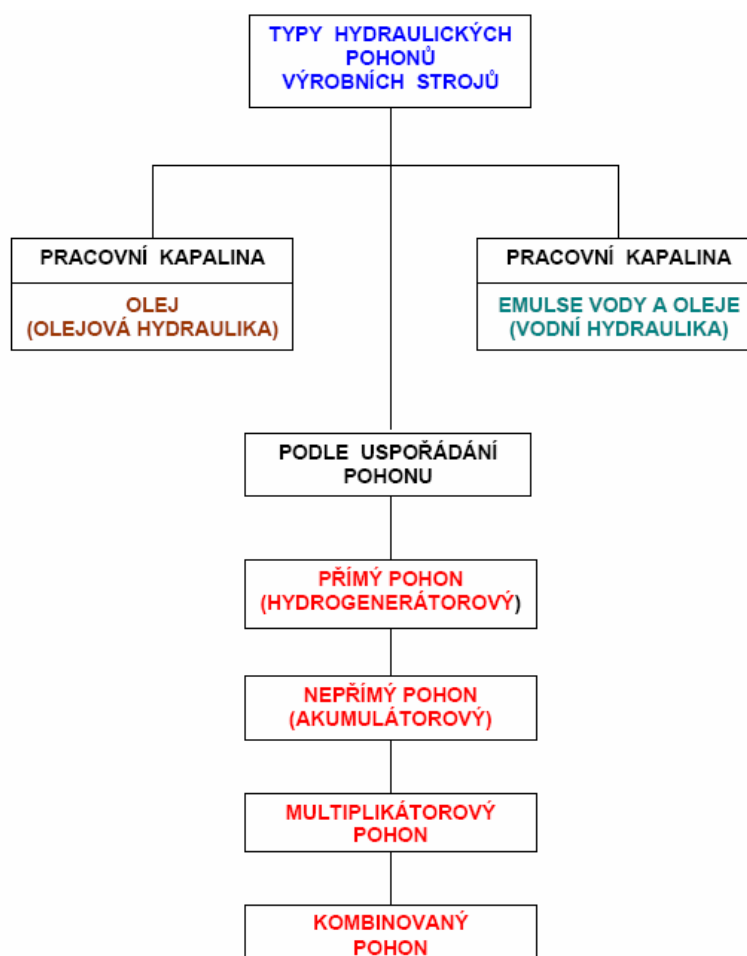 TYPY HYDRAULICKÝCH
POHONŮ
VÝROBNÍCH STROJŮ
PRACOVNÍ KAPALINA
OLEJ
(OLEJOVÁ HYDRAULIKA)
PRACOVNÍ KAPALINA
EMULSE VODY A OLEJE
(VODNÍ HYDRAULIKA)
PODLE USPOŘÁDÁNÍ
POHONU
PŘÍMÝ POHON
(HYDROGENERÁTOROVÝ)
NEPŘÍMÝ POHON
(AKUMULÁTOROVÝ)
MULTIPLIKÁTOROVÝ
POHON
KOMBINOVANÝ
POHON